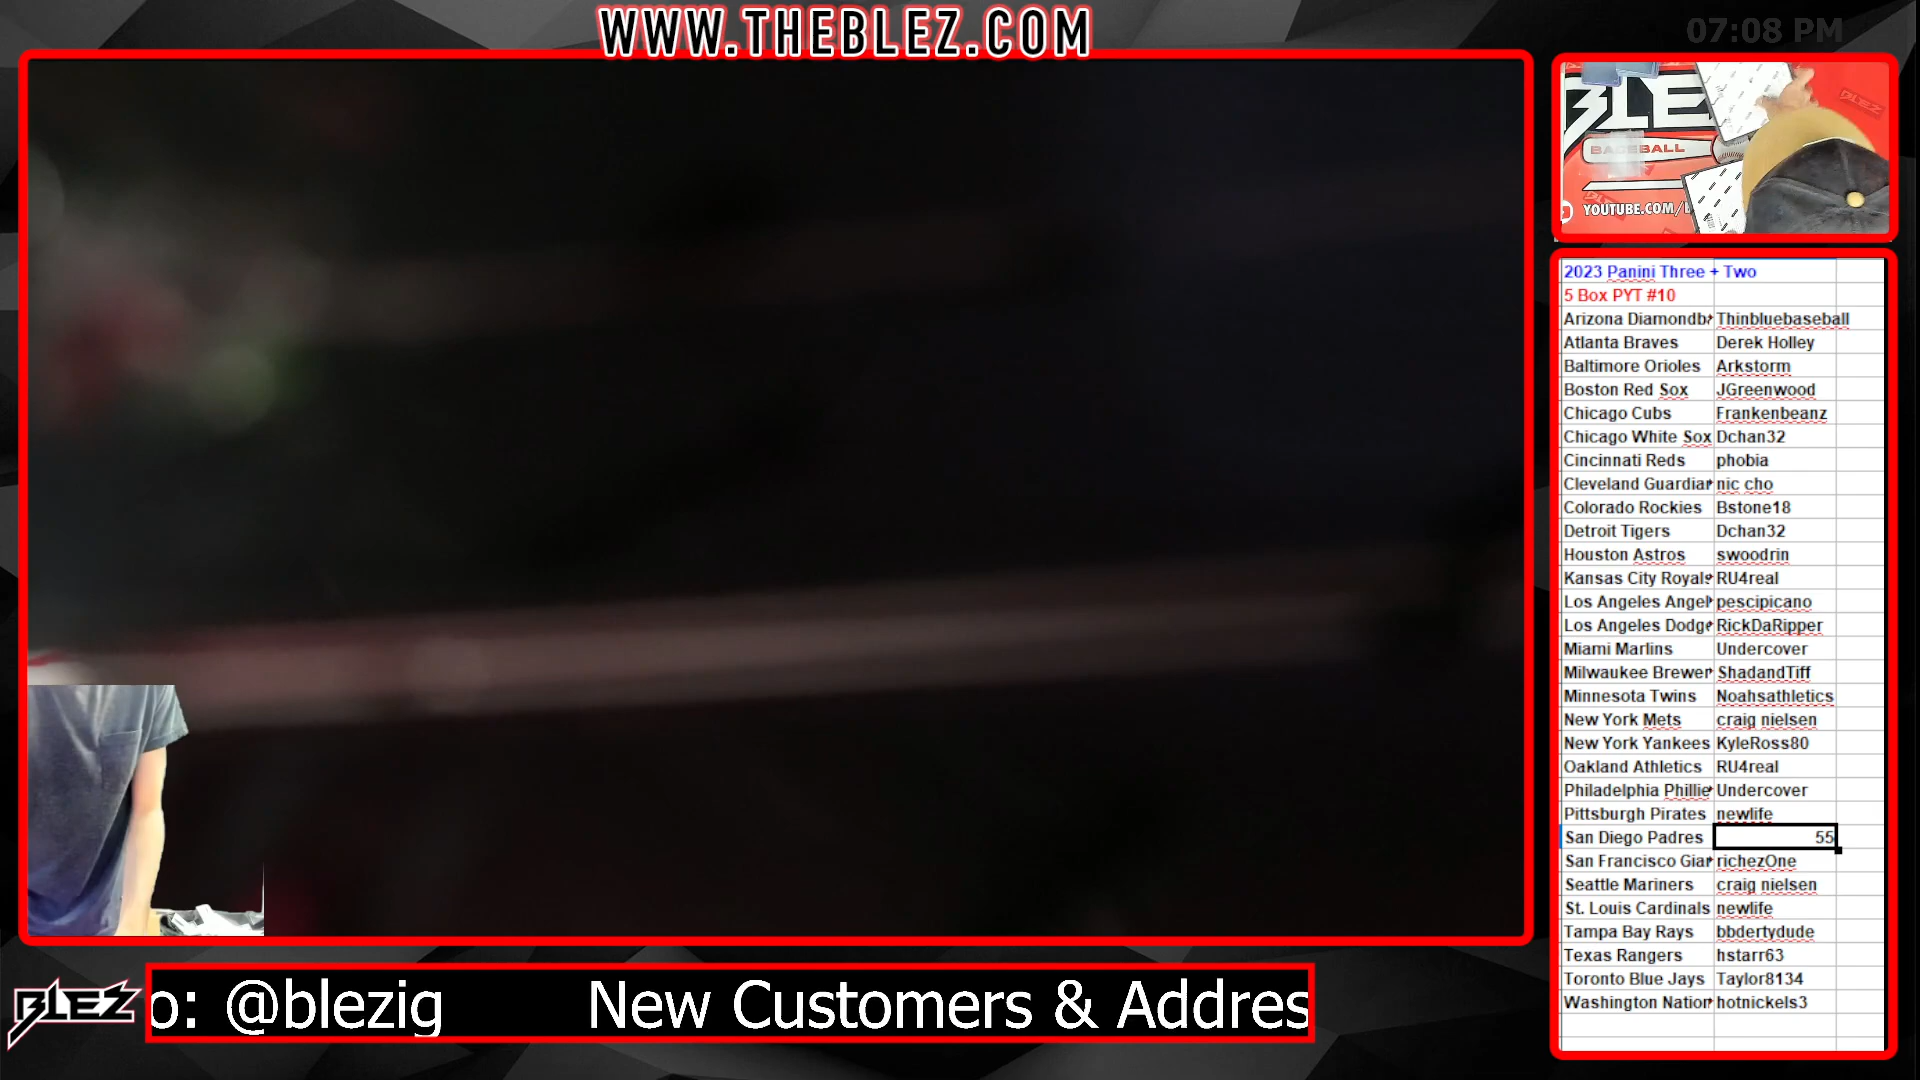 WWW.THEBLEZ.COM
07:08 PM
BLEZ
BASEBALL
YOUTUBE.COM/
BLEZ
2023 Panini Three + Two
5 Box PYT #10
Arizona Diamondb Thinbluebaseball
Atlanta Braves Derek Holley
Baltimore Orioles Arkstorm
Boston Red Sox JGreenwood
Chicago Cubs Frankenbeanz
Chicago White Sox Dchan32
Cincinnati Reds phobia
Cleveland Guardian nic cho
Colorado Rockies Bstone18
Detroit Tigers Dchan32
Houston Astros swoodrin
Kansas City Royals RU4real
Los Angeles Angel pescipicano
Los Angeles Dodge RickDaRipper
Miami Marlins Undercover
Milwaukee Brewer ShadandTiff
Minnesota Twins Noahsathletics
New York Mets craig nielsen
New York Yankees KyleRoss80
Oakland Athletics RU4real
Philadelphia Phillie Undercover
Pittsburgh Pirates newlife
San Diego Padres 55
San Francisco Gian richezOne
Seattle Mariners craig nielsen
St. Louis Cardinals newlife
Tampa Bay Rays bbdertydude
Texas Rangers hstarr63
Toronto Blue Jays Taylor8134
Washington Nation hotnickels3
BLEZ
o: @blezig New Customers & Addres